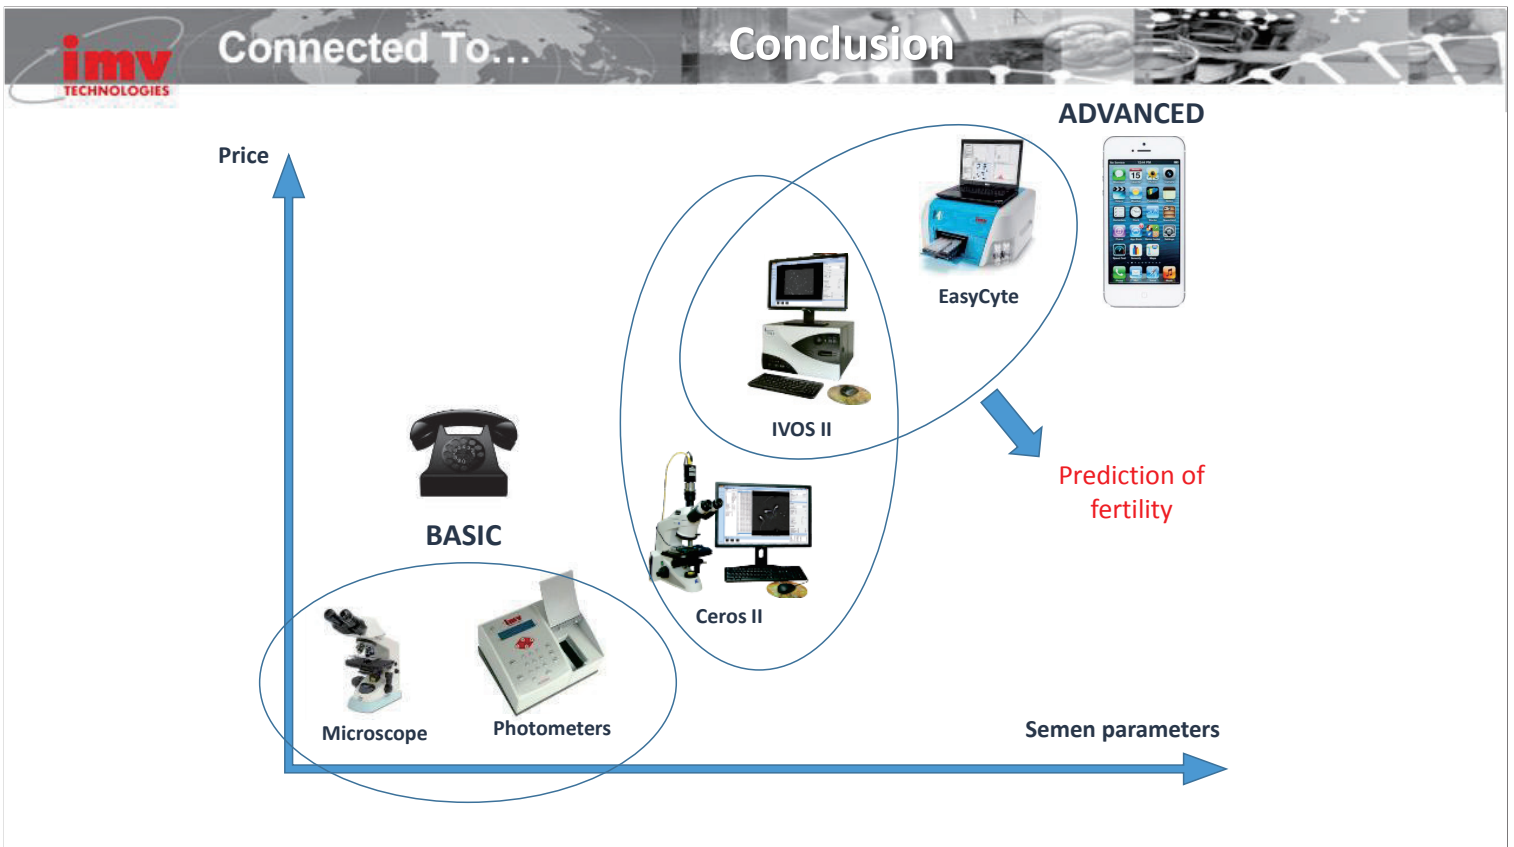 imv
TECHNOLOGIES
Connected To...
Conclusion
ADVANCED
Price
EasyCyte
IVOS II
BASIC
Prediction of
fertility
Ceros II
imv
Microscope
Photometers
Semen parameters